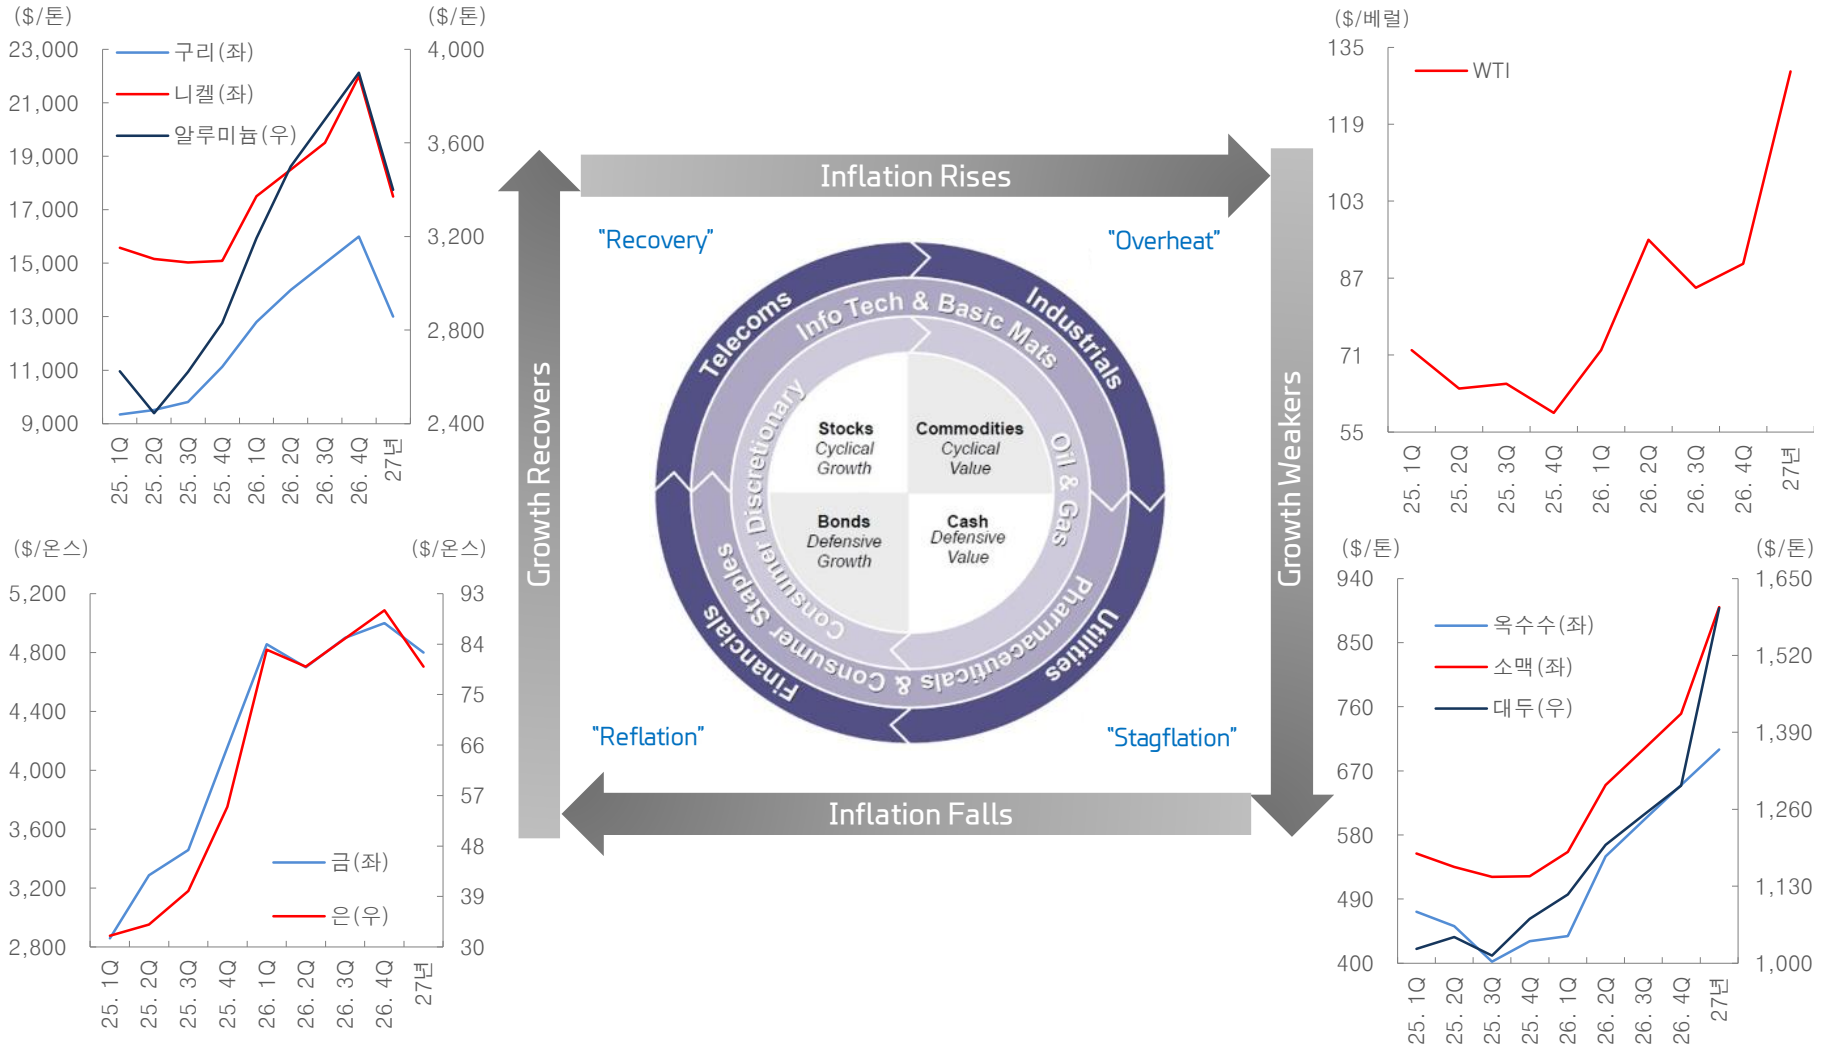 ($/톤)
($/톤)
구리(좌)
니켈(좌)
알루미늄(우)
23,000
21,000
19,000
17,000
15,000
13,000
11,000
9,000
4,000
3,600
3,200
2,800
2,400
25. 1Q
25. 2Q
25. 3Q
25. 4Q
26. 1Q
26. 2Q
26. 3Q
26. 4Q
27년
($/온스)
($/온스)
5,200
4,800
4,400
4,000
3,600
3,200
2,800
93
84
75
66
57
48
39
30
금(좌)
은(우)
25. 1Q
25. 2Q
25. 3Q
25. 4Q
26. 1Q
26. 2Q
26. 3Q
26. 4Q
27년
Inflation Rises
Growth Recovers
Growth Weakers
Inflation Falls
"Recovery"
"Overheat"
"Reflation"
"Stagflation"
Telecoms
Info Tech & Basic Mats
Industrials
Consumer Discretionary
Oil & Gas
Stocks
Cyclical
Growth
Commodities
Cyclical
Value
Bonds
Defensive
Growth
Cash
Defensive
Value
Financials
Consumer Staples
Pharmaceuticals & Consumer Staples
Utilities
($/베럴)
WTI
135
119
103
87
71
55
25. 1Q
25. 2Q
25. 3Q
25. 4Q
26. 1Q
26. 2Q
26. 3Q
26. 4Q
27년
($/톤)
($/톤)
940
850
760
670
580
490
400
1,650
1,520
1,390
1,260
1,130
1,000
옥수수(좌)
소맥(좌)
대두(우)
25. 1Q
25. 2Q
25. 3Q
25. 4Q
26. 1Q
26. 2Q
26. 3Q
26. 4Q
27년